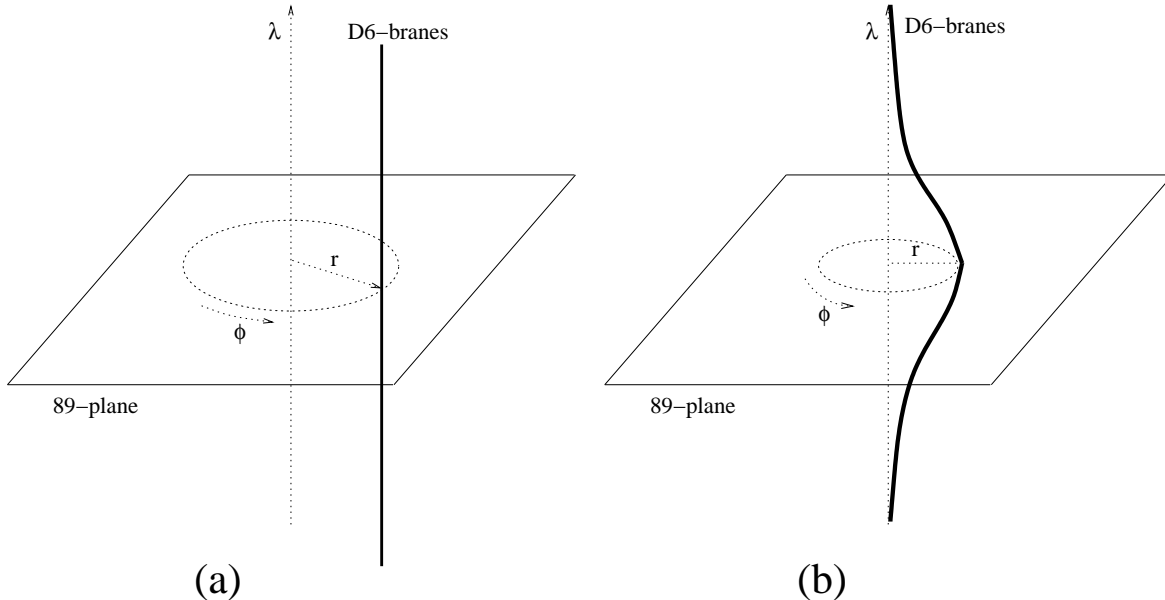 λ
D6−branes
r
ϕ
89−plane
(a)
λ
D6−branes
r
ϕ
89−plane
(b)